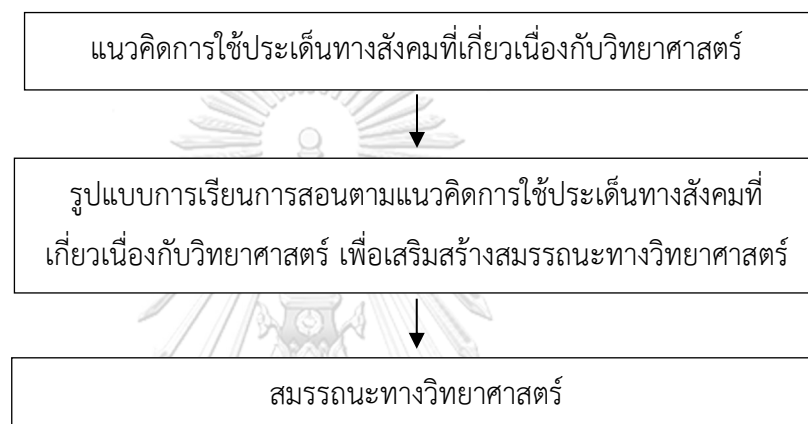 แนวคิดการใช้ประเด็นทางสังคมที่เกี่ยวเนื่องกับวิทยาศาสตร์
รูปแบบการเรียนการสอนตามแนวคิดการใช้ประเด็นทางสังคมที่
เกี่ยวเนื่องกับวิทยาศาสตร์ เพื่อเสริมสร้างสมรรถนะทางวิทยาศาสตร์
สมรรถนะทางวิทยาศาสตร์